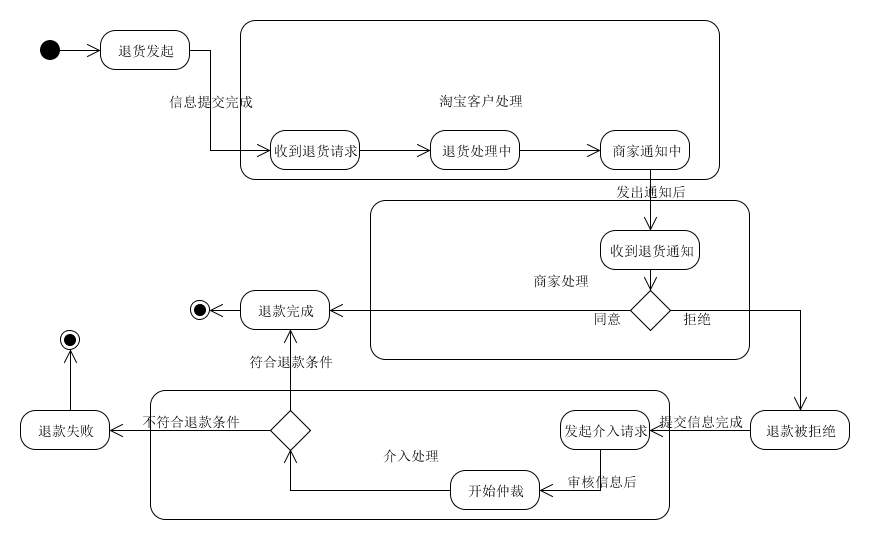 退货发起
信息提交完成
淘宝客户处理
收到退货请求
退货处理中
商家通知中
发出通知后
收到退货通知
商家处理
退款完成
同意
拒绝
符合退款条件
不符合退款条件
退款失败
发起介入请求
提交信息完成
退款被拒绝
介入处理
开始仲裁
审核信息后